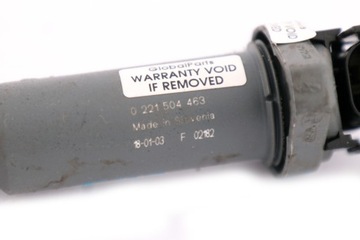 GlobalParts
WARRANTY VOID
IF REMOVED
0 221 504 463
Made in Slovenia
18-01-03 F 02182